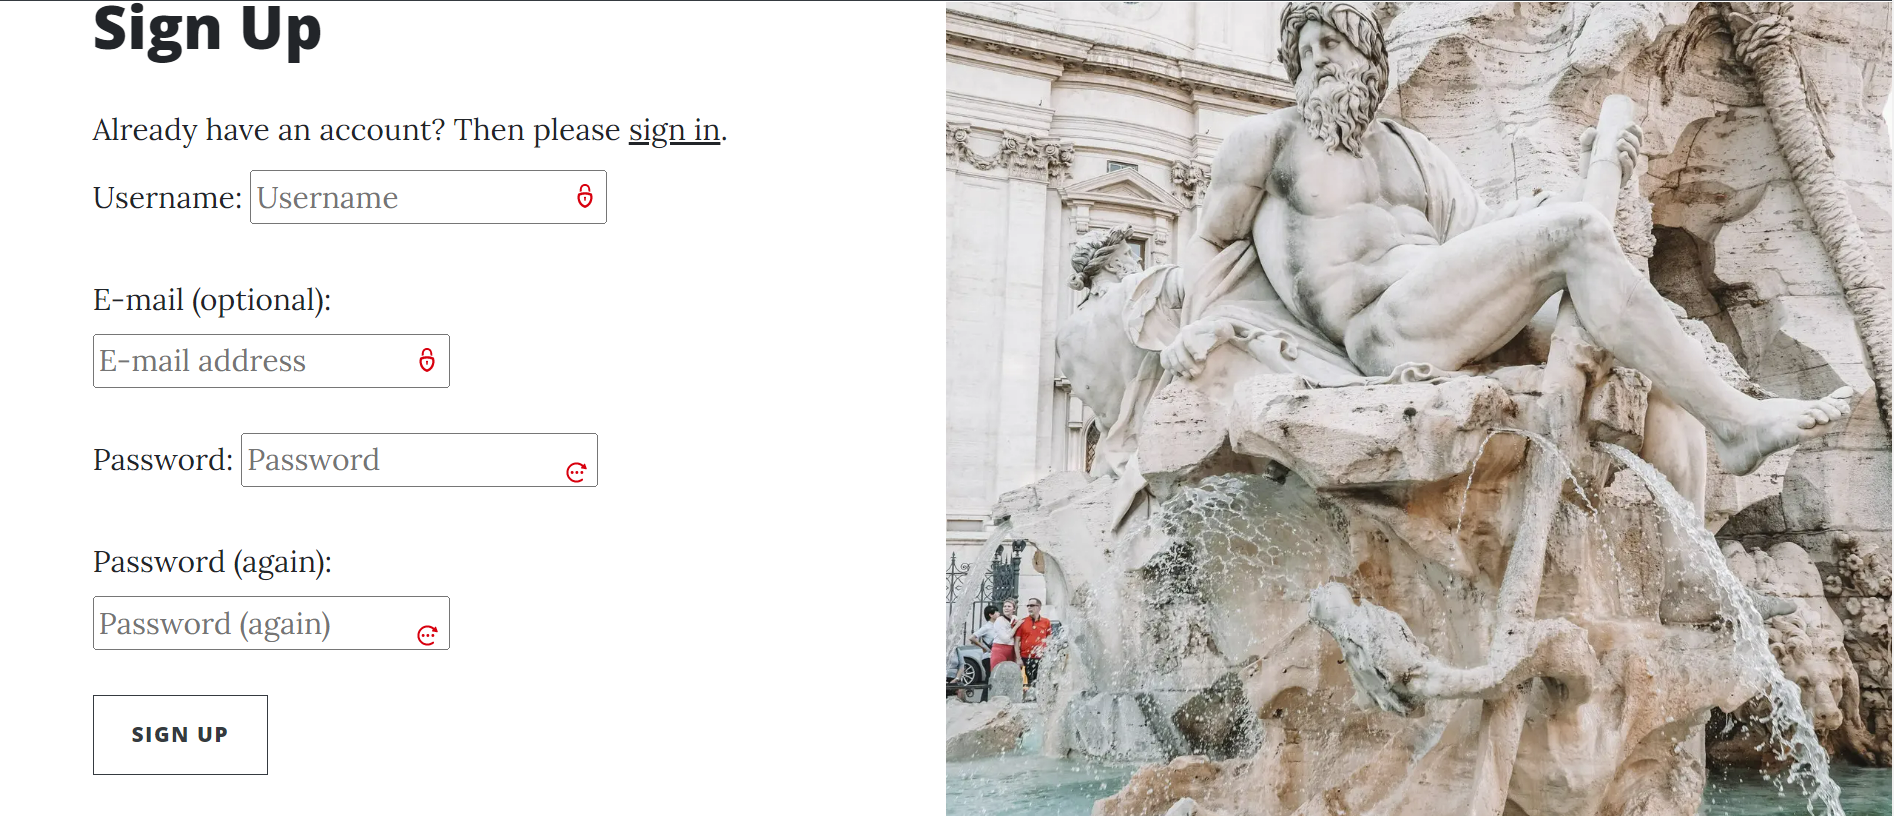 Sign Up
Already have an account? Then please sign in.
Username: Username
E-mail (optional):
E-mail address
Password: Password
Password (again):
Password (again)
SIGN UP